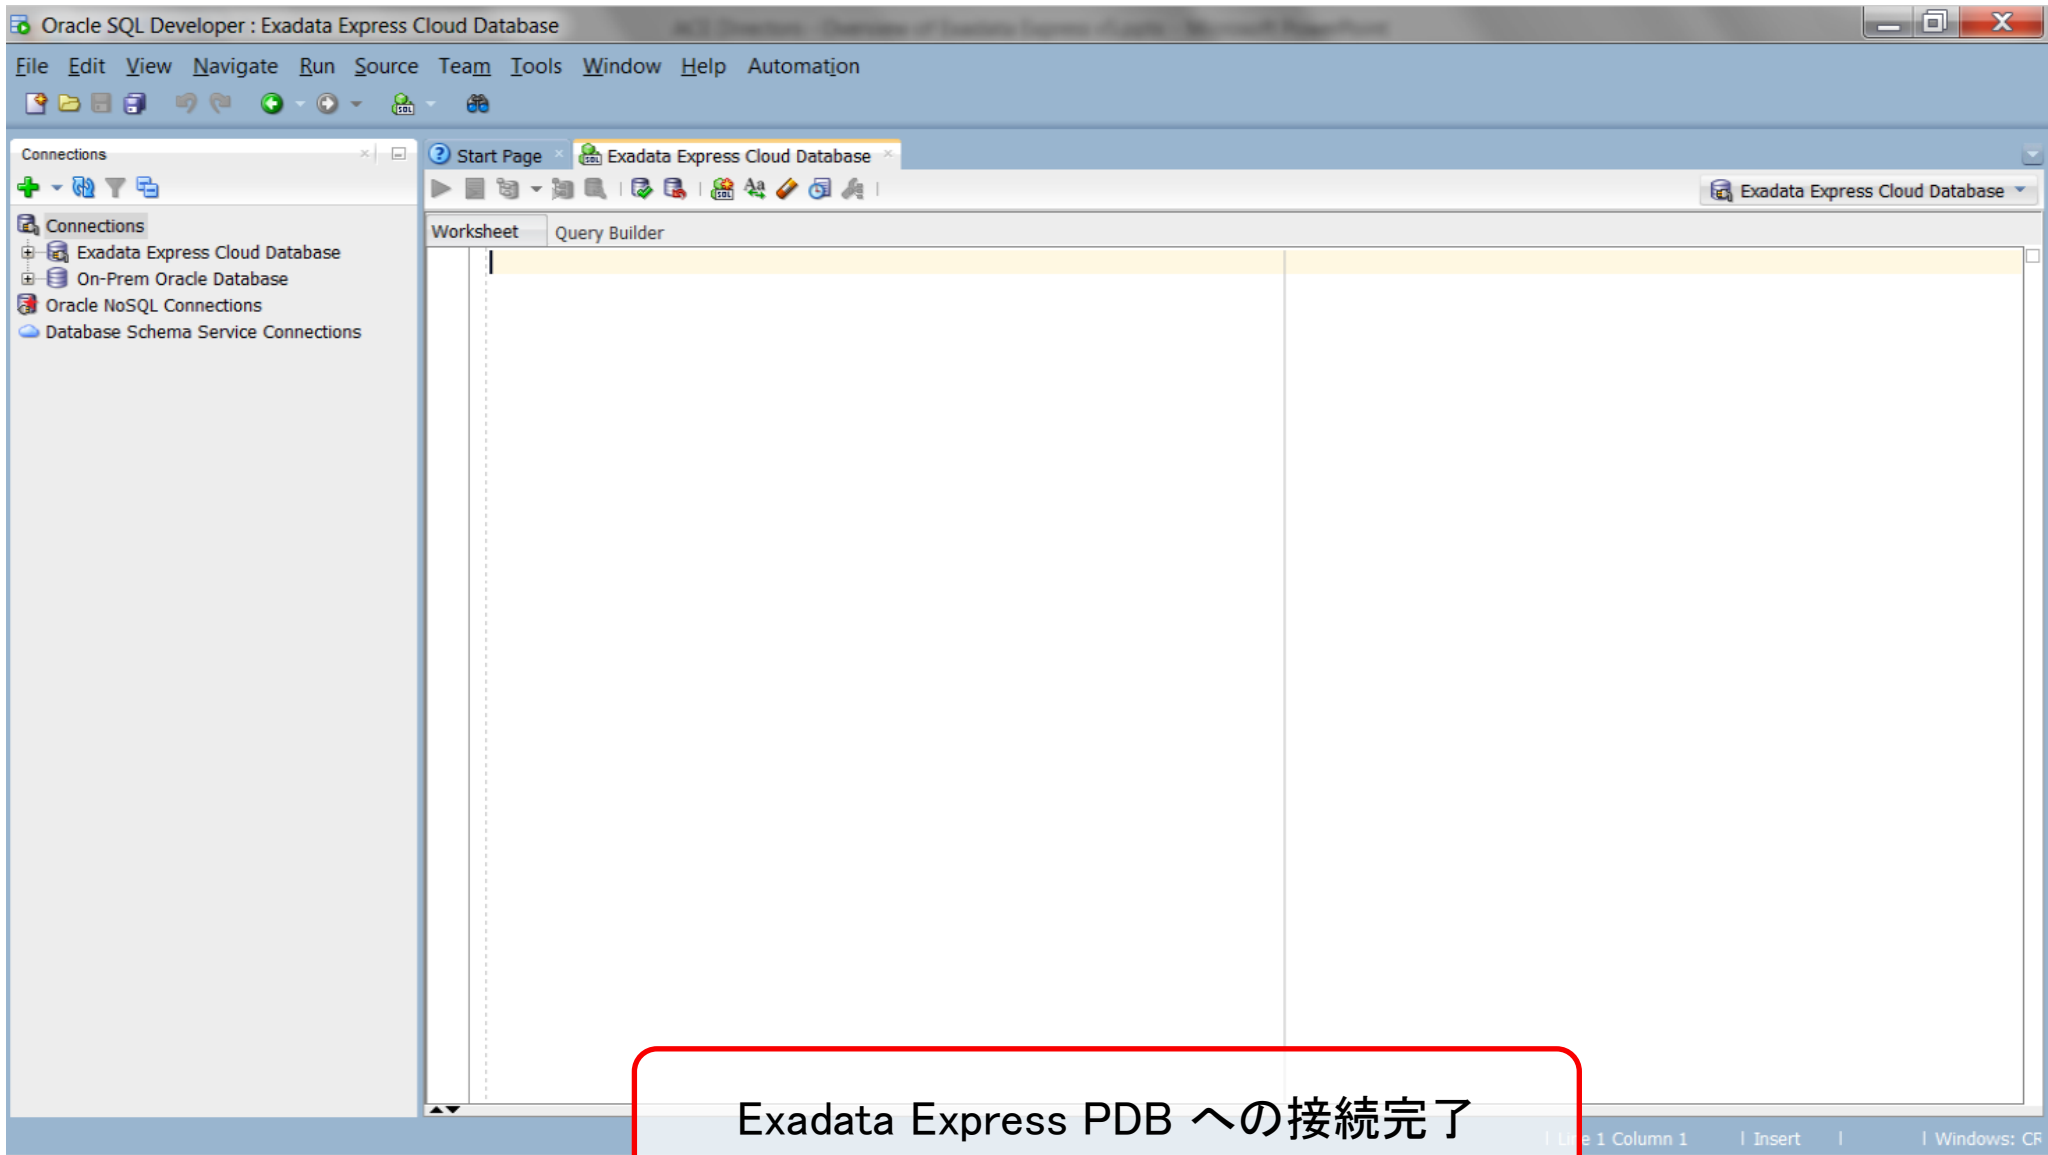 Oracle SQL Developer : Exadata Express Cloud Database
File Edit View Navigate Run Source Team Tools Window Help Automation
Connections
Start Page
Exadata Express Cloud Database
Exadata Express Cloud Database
Connections
Exadata Express Cloud Database
On-Prem Oracle Database
Oracle NoSQL Connections
Database Schema Service Connections
Worksheet Query Builder
Exadata Express PDB への接続完了
1 Column 1 Insert Windows: CR